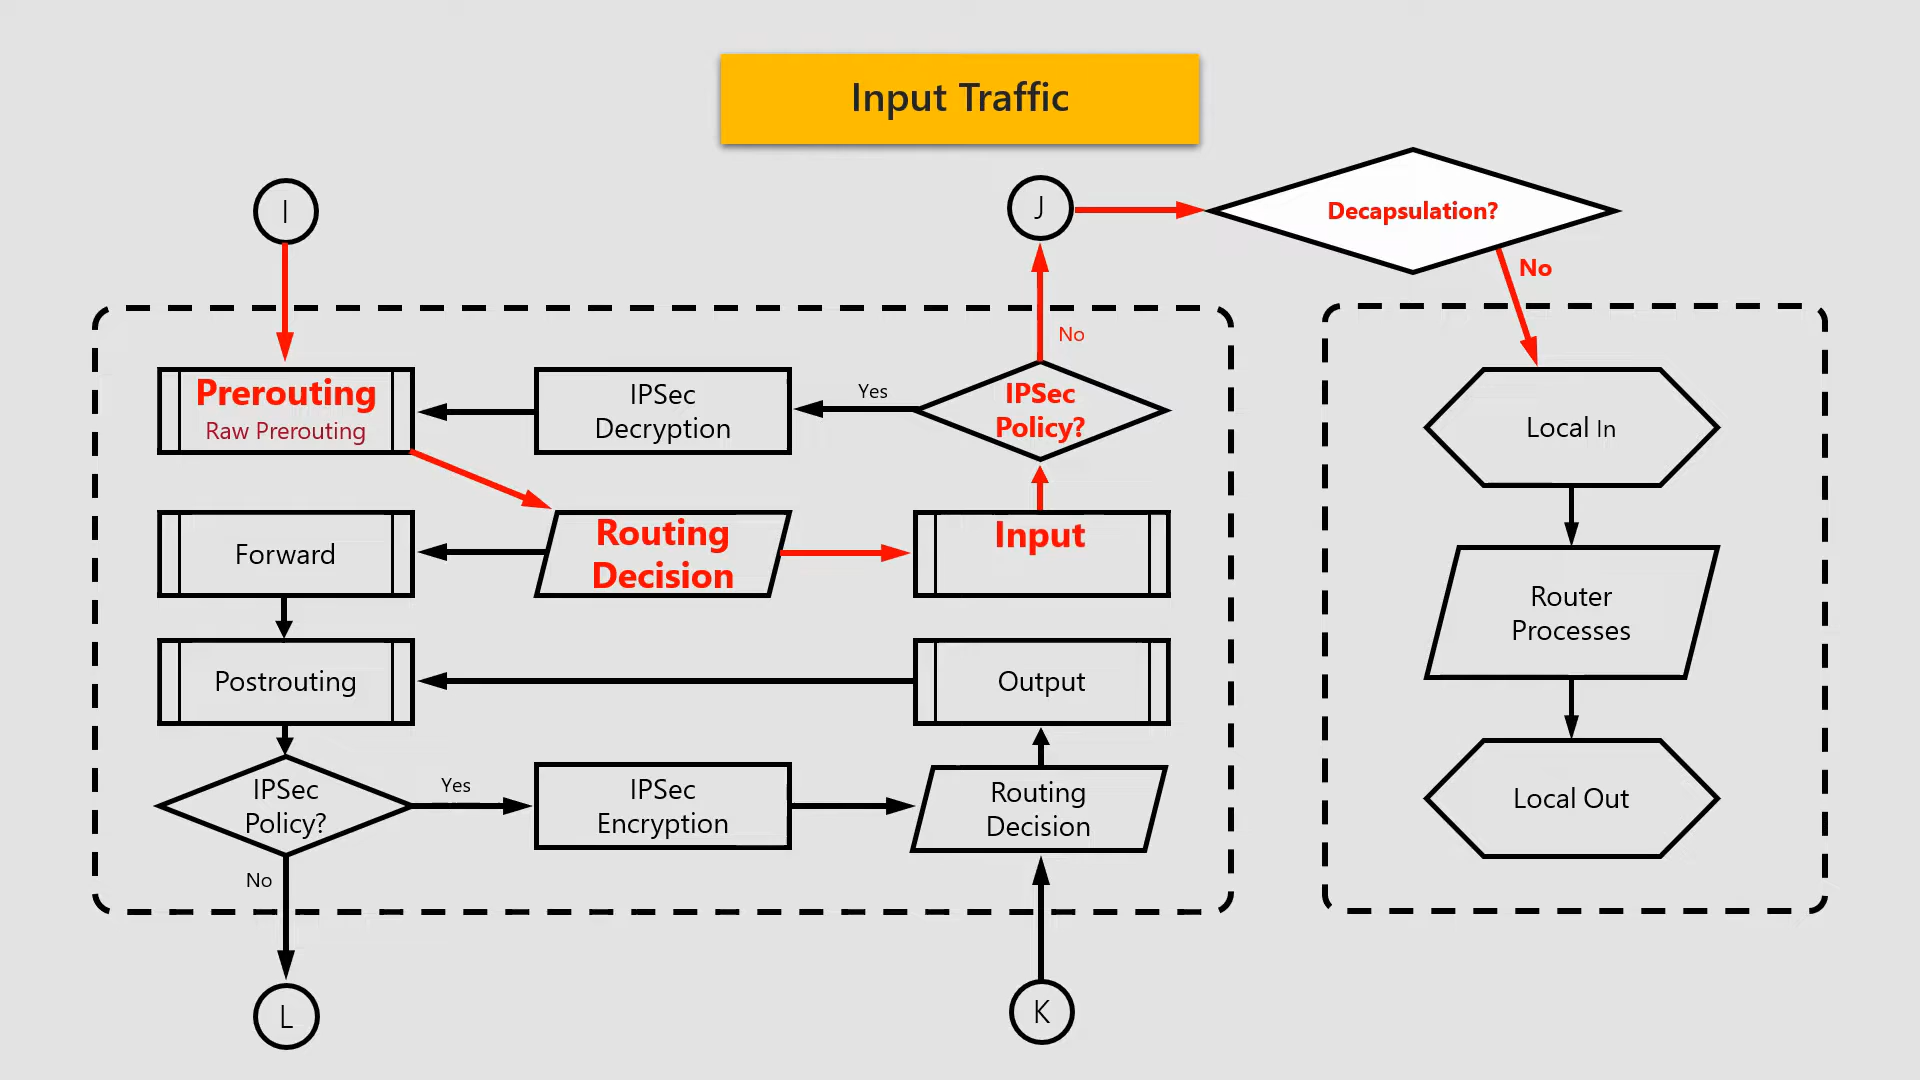 Input Traffic
I
J
Decapsulation?
No
No
Prerouting
Raw Prerouting
IPSec
Decryption
Yes
IPSec
Policy?
Local In
Forward
Routing
Decision
Input
Router
Processes
Postrouting
Output
IPSec
Policy?
Yes
IPSec
Encryption
Routing
Decision
Local Out
No
L
K